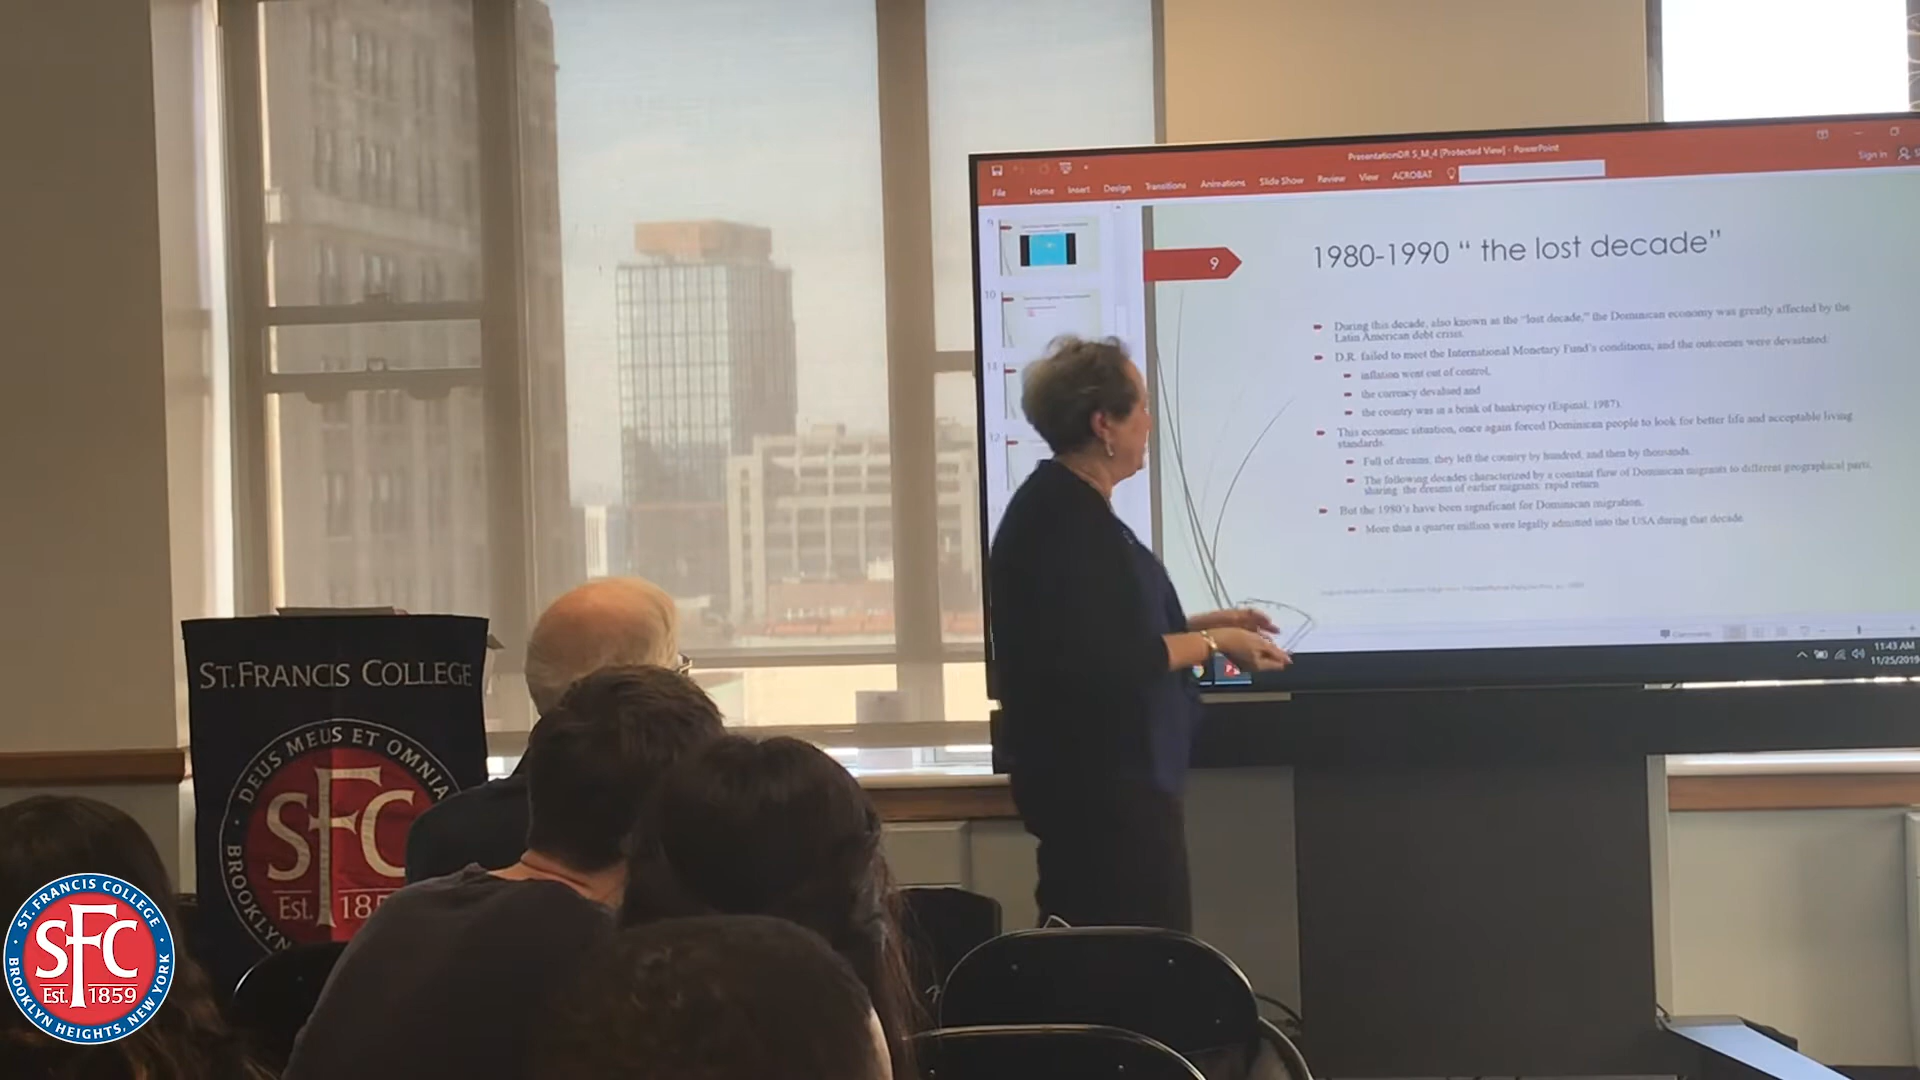 PresentationDR S_M_4 [Protected View] - PowerPoint
Sign in
File Home Insert Design Transitions Animations Slide Show Review View ACROBAT
9
10
11
12
9
1980-1990 “ the lost decade”
During this decade, also known as the "lost decade," the Dominican economy was greatly affected by the
Latin American debt crisis.
D.R. failed to meet the International Monetary Fund's conditions, and the outcomes were devastated:
inflation went out of control,
the currency devalued and
the country was in a brink of bankruptcy (Espinal, 1987).
This economic situation, once again forced Dominican people to look for better life and acceptable living
standards.
Full of dreams, they left the country by hundred, and then by thousands.
The following decades characterized by a constant flow of Dominican migrants to different geographical parts,
sharing the dreams of earlier migrants: rapid return
But the 1980's have been significant for Dominican migration.
More than a quarter million were legally admitted into the USA during that decade
Comments
11:43 AM
11/25/2019
ST. FRANCIS COLLEGE
DEUS MEUS ET OMNIA
SFC
Est. 185
BROOKLYN
ST. FRANCIS COLLEGE
SFC
Est. 1859
BROOKLYN HEIGHTS, NEW YORK